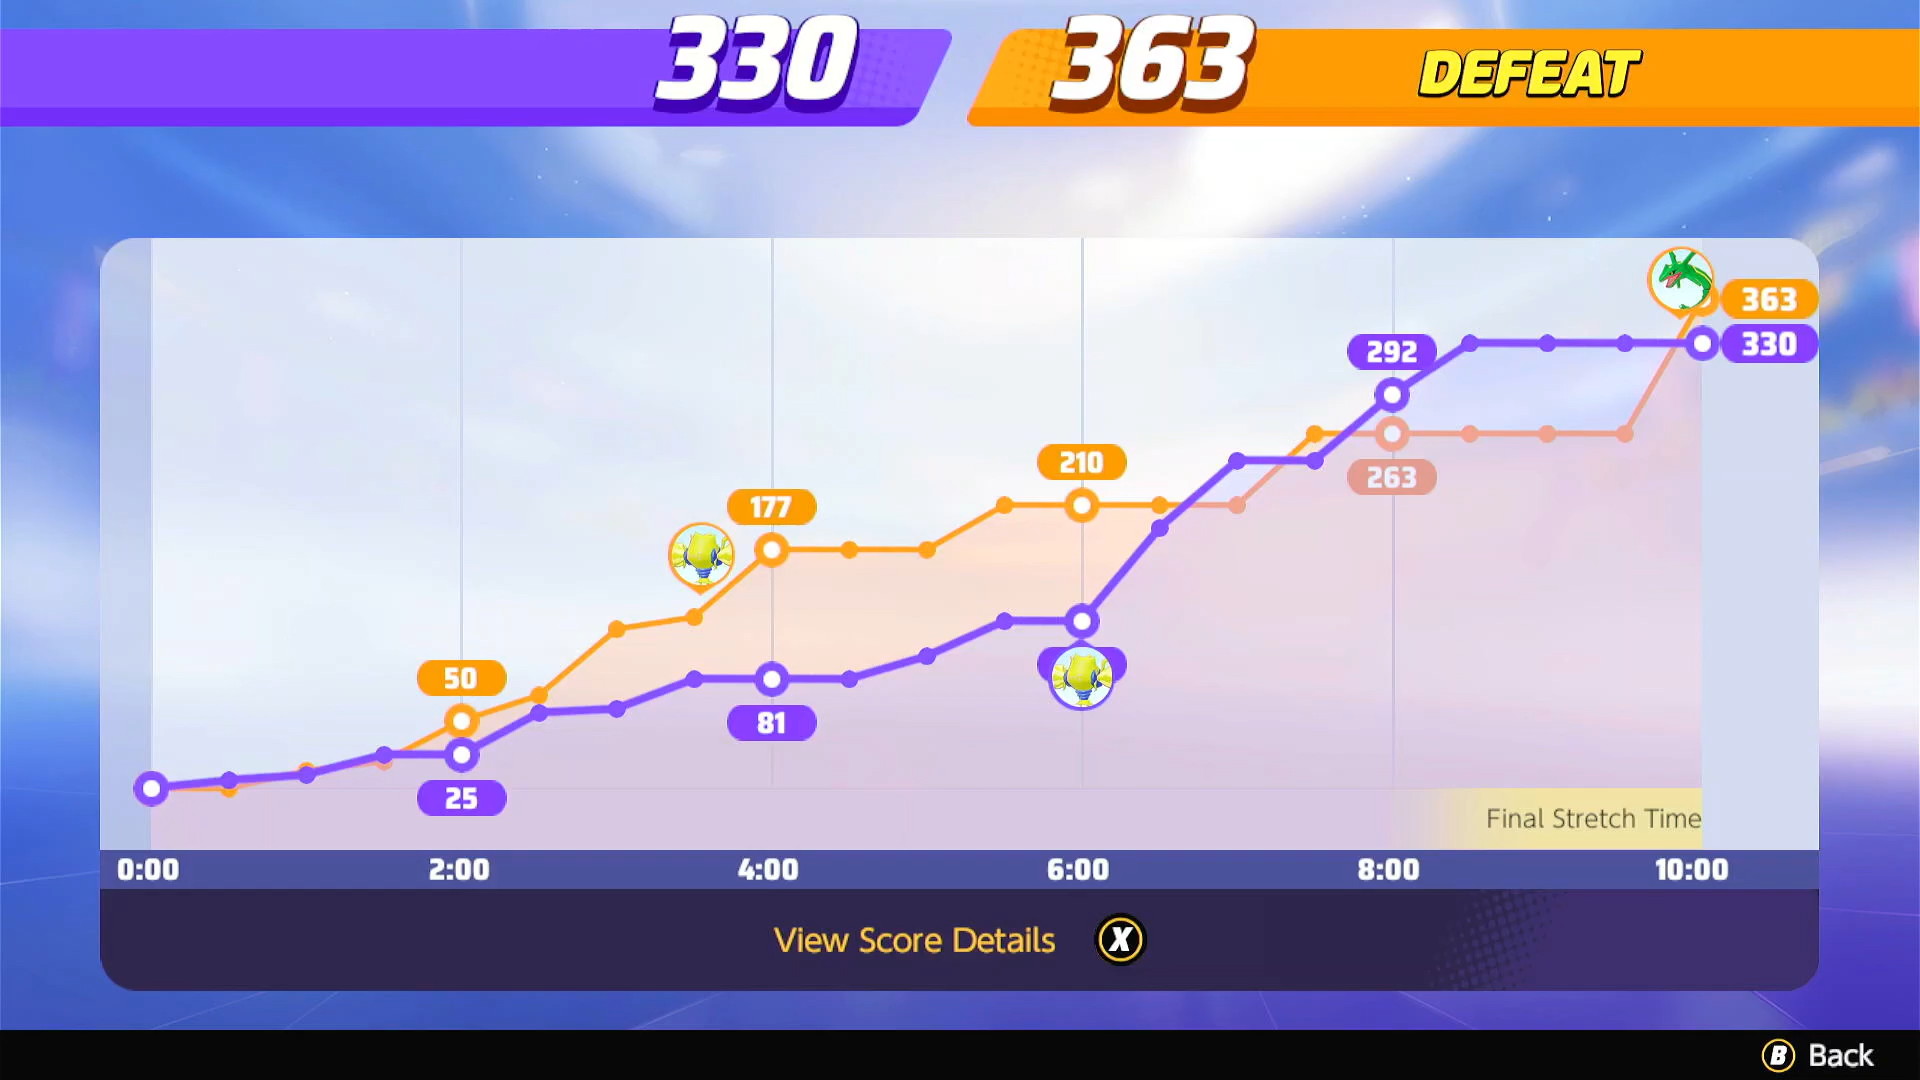 330
363
DEFEAT
363
330
292
263
210
177
50
81
25
Final Stretch Time
0:00 2:00 4:00 6:00 8:00 10:00
View Score Details X
B Back